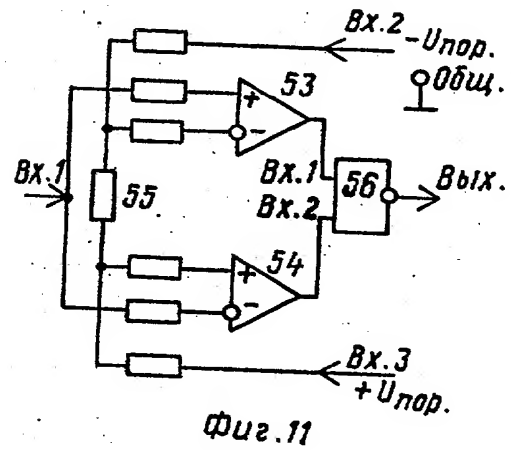 Вх.2
-Uпор.
Общ.
53
+
-
Вх.1
55
Вх.1
Вх.2
56
Вых.
54
+
-
Вх.3
+Uпор.
Фиг.11